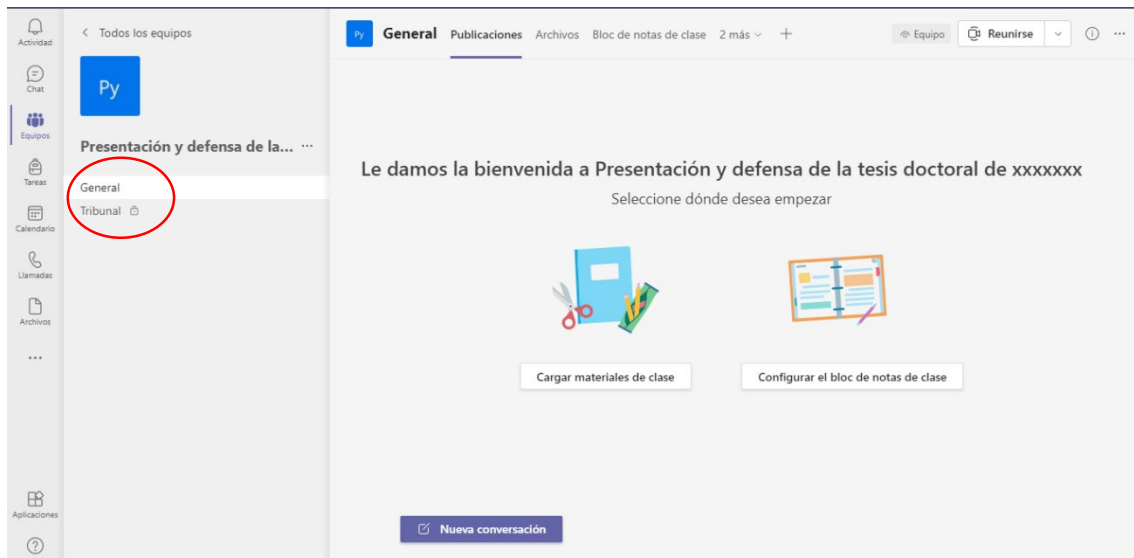 Actividad
Chat
Equipos
Tareas
Calendario
Llamadas
Archivos
Aplicaciones
Todos los equipos
Py
Presentación y defensa de la...
General
Tribunal
Py General Publicaciones Archivos Bloc de notas de clase 2 más
Equipo Reunirse
Le damos la bienvenida a Presentación y defensa de la tesis doctoral de xxxxxxx
Seleccione dónde desea empezar
Cargar materiales de clase
Configurar el bloc de notas de clase
Nueva conversación